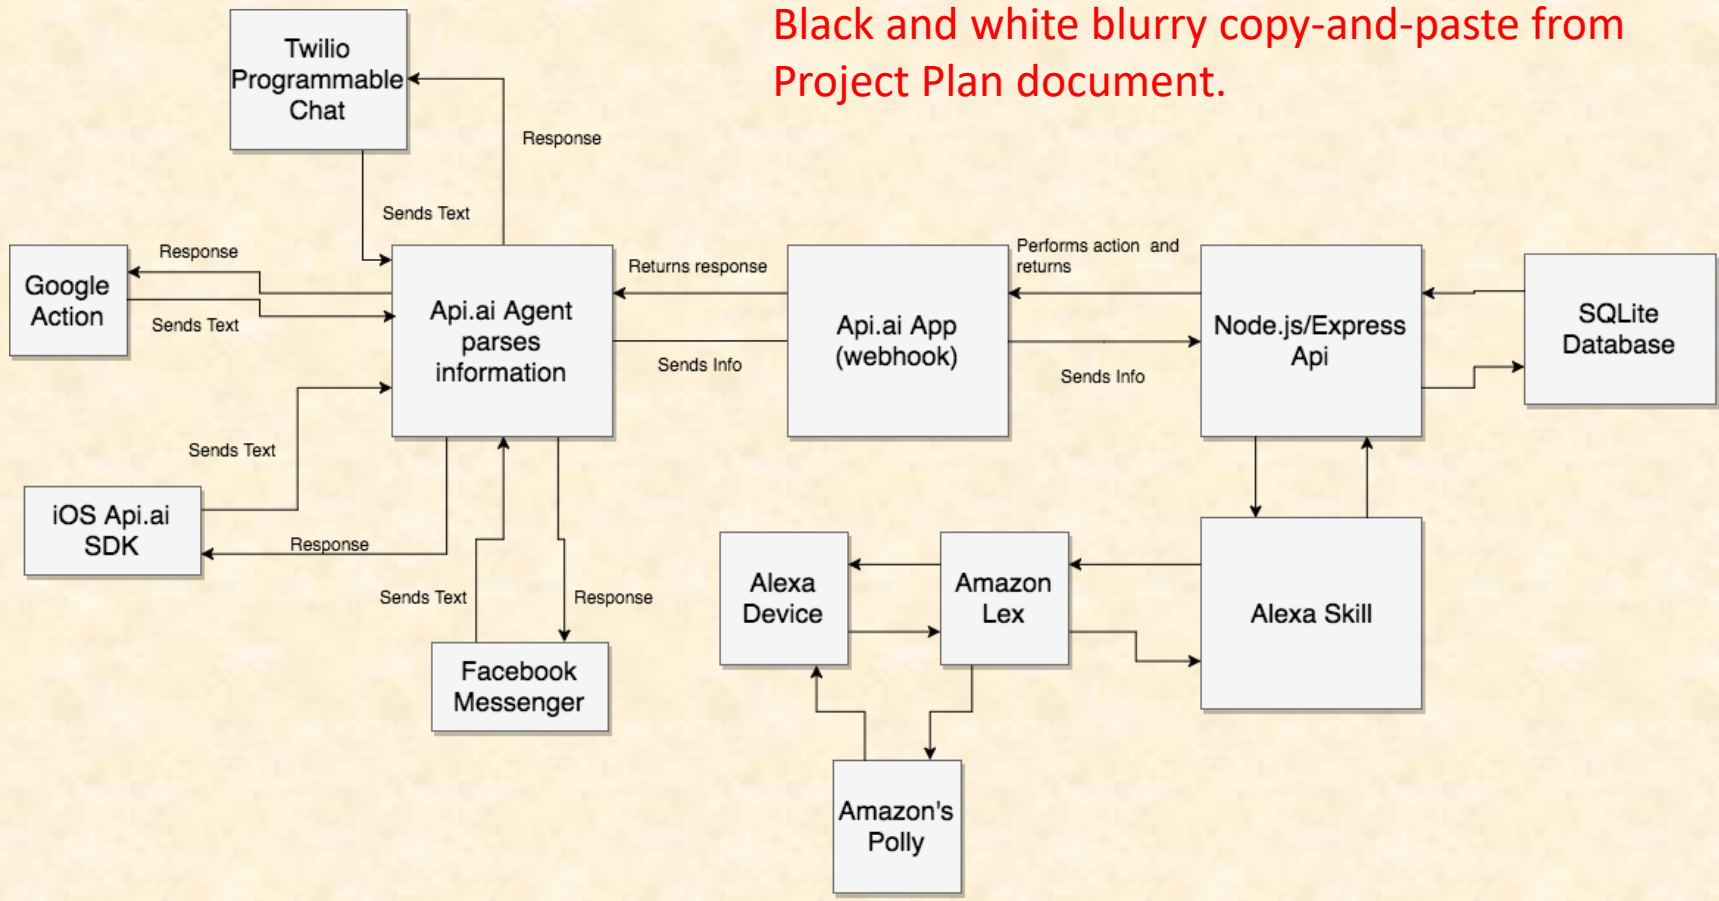 Black and white blurry copy-and-paste from
Project Plan document.
Twilio
Programmable
Chat
Response
Sends Text
Google
Action
Response
Sends Text
Api.ai Agent
parses
information
Returns response
Sends Info
Api.ai App
(webhook)
Performs action and
returns
Sends Info
Node.js/Express
Api
SQLite
Database
Sends Text
iOS Api.ai
SDK
Response
Sends Text
Response
Facebook
Messenger
Alexa
Device
Amazon
Lex
Alexa Skill
Amazon's
Polly